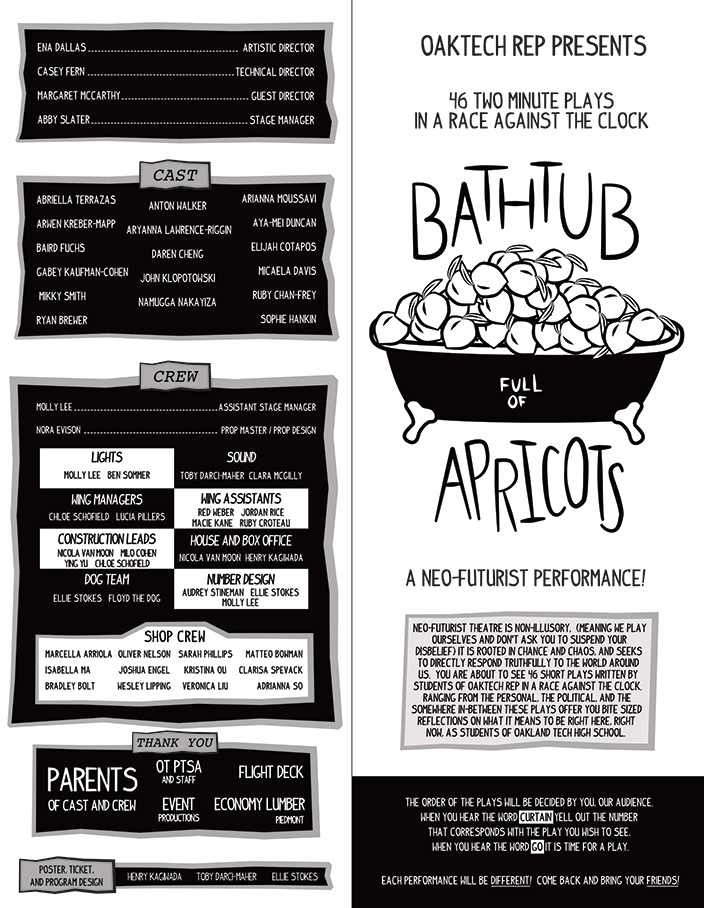 ENA DALLAS ARTISTIC DIRECTOR
CASEY FERN TECHNICAL DIRECTOR
MARGARET MCCARTHY GUEST DIRECTOR
ABBY SLATER STAGE MANAGER
CAST
ABRIELLA TERRAZAS
ARWEN KREBER-MAPP
BAIRD FUCHS
GABEY KAUFMAN-COHEN
MIKKY SMITH
RYAN BREWER
ANTON WALKER
ARYANNA LAWRENCE-RIGGIN
DAREN CHENG
JOHN KLOPOTOWSKI
NAMUGGA NAKAYIZA
ARIANNA MOUSSAVI
AYA-MEI DUNCAN
ELIJAH COTAPOS
MICAELA DAVIS
RUBY CHAN-FREY
SOPHIE HANKIN
CREW
MOLLY LEE ASSISTANT STAGE MANAGER
NORA EVISON PROP MASTER / PROP DESIGN
LIGHTS
MOLLY LEE BEN SOMMER
SOUND
TOBY DARCI-MAHER CLARA MCGILLY
WING MANAGERS
CHLOE SCHOFIELD LUCIA PILLERS
WING ASSISTANTS
RED WEBER JORDAN RICE
MACIE KANE RUBY CROTEAU
CONSTRUCTION LEADS
NICOLA VAN MOON MILO COHEN
YING YU CHLOE SCHOFIELD
HOUSE AND BOX OFFICE
NICOLA VAN MOON HENRY KAGIWADA
DOG TEAM
ELLIE STOKES FLOYD THE DOG
NUMBER DESIGN
AUDREY STINEMAN ELLIE STOKES
MOLLY LEE
SHOP CREW
MARCELLA ARRIOLA OLIVER NELSON SARAH PHILLIPS MATTEO BOWMAN
ISABELLA MA JOSHUA ENGEL KRISTINA OU CLARISA SPEVACK
BRADLEY BOLT WESLEY LIPPING VERONICA LIU ADRIANNA SO
THANK YOU
PARENTS
OF CAST AND CREW
OT PTSA
AND STAFF
FLIGHT DECK
EVENT
PRODUCTIONS
ECONOMY LUMBER
PIEDMONT
POSTER, TICKET,
AND PROGRAM DESIGN
HENRY KAGIWADA TOBY DARCI-MAHER ELLIE STOKES
OAKTECH REP PRESENTS
46 TWO MINUTE PLAYS
IN A RACE AGAINST THE CLOCK
BATHTUB
FULL
OF
APRICOTS
A NEO-FUTURIST PERFORMANCE!
NEO-FUTURIST THEATRE IS NON-ILLUSORY, (MEANING WE PLAY
OURSELVES AND DON'T ASK YOU TO SUSPEND YOUR
DISBELIEF) IT IS ROOTED IN CHANCE AND CHAOS, AND SEEKS
TO DIRECTLY RESPOND TRUTHFULLY TO THE WORLD AROUND
US. YOU ARE ABOUT TO SEE 46 SHORT PLAYS WRITTEN BY
STUDENTS OF OAKTECH REP IN A RACE AGAINST THE CLOCK.
RANGING FROM THE PERSONAL, THE POLITICAL, AND THE
SOMEWHERE IN-BETWEEN THESE PLAYS OFFER YOU BITE SIZED
REFLECTIONS ON WHAT IT MEANS TO BE RIGHT HERE, RIGHT
NOW, AS STUDENTS OF OAKLAND TECH HIGH SCHOOL.
THE ORDER OF THE PLAYS WILL BE DECIDED BY YOU, OUR AUDIENCE.
WHEN YOU HEAR THE WORD CURTAIN YELL OUT THE NUMBER
THAT CORRESPONDS WITH THE PLAY YOU WISH TO SEE.
WHEN YOU HEAR THE WORD GO IT IS TIME FOR A PLAY.
EACH PERFORMANCE WILL BE DIFFERENT! COME BACK AND BRING YOUR FRIENDS!